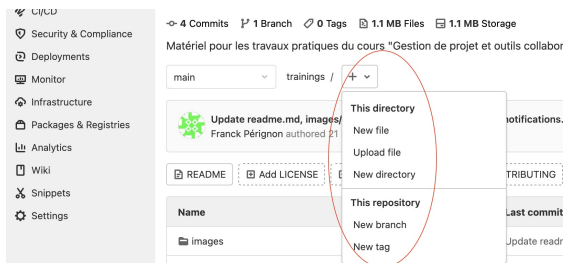 CI/CD
Security & Compliance
Deployments
Monitor
Infrastructure
Packages & Registries
Analytics
Wiki
Snippets
Settings
4 Commits 1 Branch 0 Tags 1.1 MB Files 1.1 MB Storage
Matériel pour les travaux pratiques du cours "Gestion de projet et outils collabor
main trainings / +
This directory
New file
Upload file
New directory
This repository
New branch
New tag
Update readme.md, images/ notifications.
Franck Pérignon authored 21
README Add LICENSE TRIBUTING
Name Last commit
images Update readr